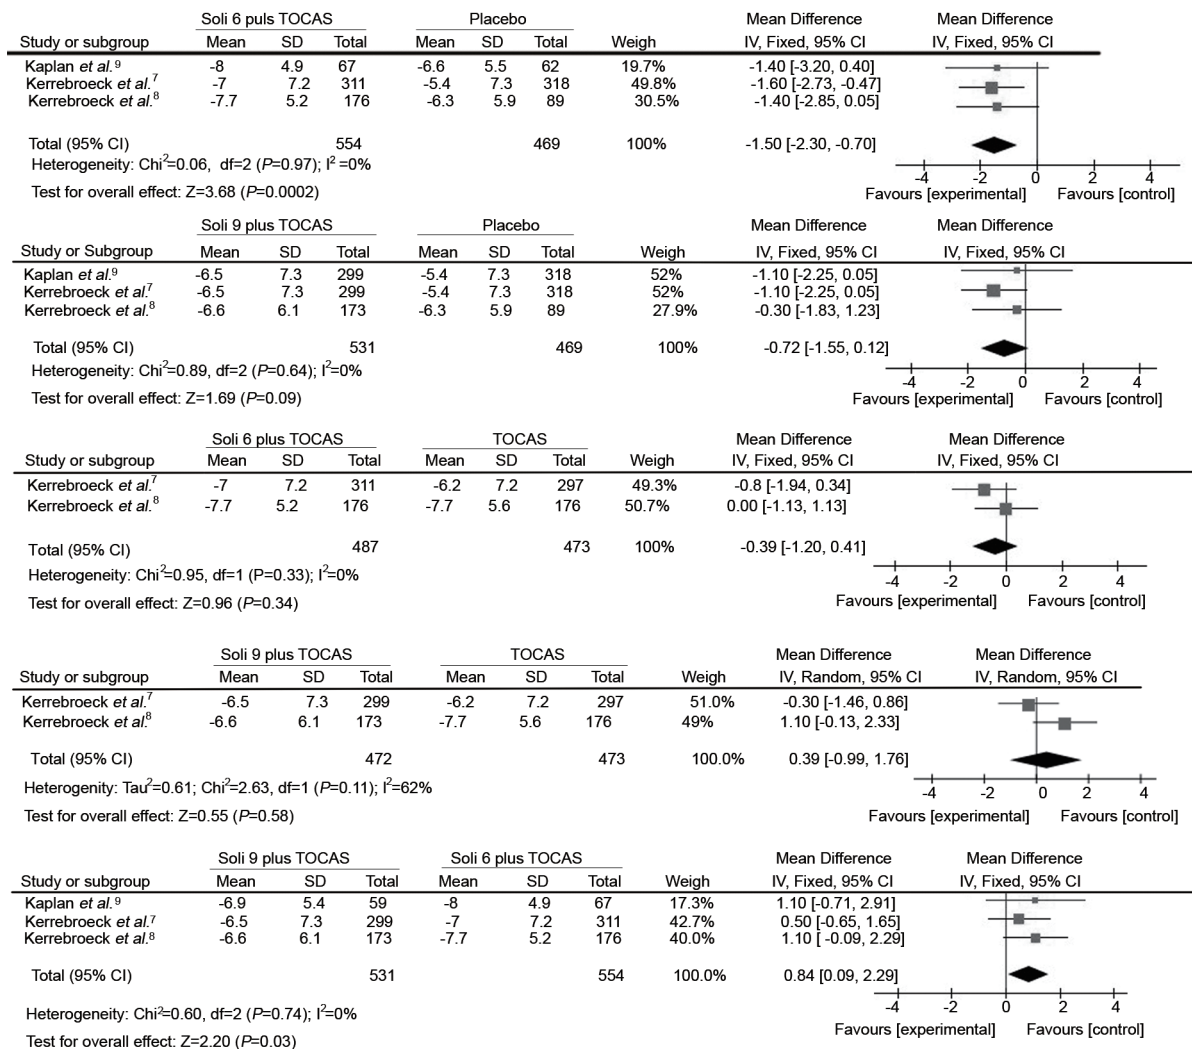 Soli 6 puls TOCAS Placebo Mean Difference Mean Difference
Study or subgroup Mean SD Total Mean SD Total Weigh IV, Fixed, 95% CI IV, Fixed, 95% CI
Kaplan et al.9 -8 4.9 67 -6.6 5.5 62 19.7% -1.40 [-3.20, 0.40]
Kerrebroeck et al.7 -7 7.2 311 -5.4 7.3 318 49.8% -1.60 [-2.73, -0.47]
Kerrebroeck et al.8 -7.7 5.2 176 -6.3 5.9 89 30.5% -1.40 [-2.85, 0.05]
Total (95% CI) 554 469 100% -1.50 [-2.30, -0.70]
Heterogeneity: Chi2=0.06, df=2 (P=0.97); I2 =0%
-4 -2 0 2 4
Test for overall effect: Z=3.68 (P=0.0002) Favours [experimental] Favours [control]
Soli 9 plus TOCAS Placebo Mean Difference Mean Difference
Study or Subgroup Mean SD Total Mean SD Total Weigh IV, Fixed, 95% CI IV, Fixed, 95% CI
Kaplan et al.9 -6.5 7.3 299 -5.4 7.3 318 52% -1.10 [-2.25, 0.05]
Kerrebroeck et al.7 -6.5 7.3 299 -5.4 7.3 318 52% -1.10 [-2.25, 0.05]
Kerrebroeck et al.8 -6.6 6.1 173 -6.3 5.9 89 27.9% -0.30 [-1.83, 1.23]
Total (95% CI) 531 469 100% -0.72 [-1.55, 0.12]
Heterogeneity: Chi2=0.89, df=2 (P=0.64); I2=0%
-4 -2 0 2 4
Test for overall effect: Z=1.69 (P=0.09) Favours [experimental] Favours [control]
Soli 6 plus TOCAS TOCAS Mean Difference Mean Difference
Study or subgroup Mean SD Total Mean SD Total Weigh IV, Fixed, 95% CI IV, Fixed, 95% CI
Kerrebroeck et al.7 -7 7.2 311 -6.2 7.2 297 49.3% -0.8 [-1.94, 0.34]
Kerrebroeck et al.8 -7.7 5.2 176 -7.7 5.6 176 50.7% 0.00 [-1.13, 1.13]
Total (95% CI) 487 473 100% -0.39 [-1.20, 0.41]
Heterogeneity: Chi2=0.95, df=1 (P=0.33); I2=0%
-4 -2 0 2 4
Test for overall effect: Z=0.96 (P=0.34) Favours [experimental] Favours [control]
Soli 9 plus TOCAS TOCAS Mean Difference Mean Difference
Study or subgroup Mean SD Total Mean SD Total Weigh IV, Random, 95% CI IV, Random, 95% CI
Kerrebroeck et al.7 -6.5 7.3 299 -6.2 7.2 297 51.0% -0.30 [-1.46, 0.86]
Kerrebroeck et al.8 -6.6 6.1 173 -7.7 5.6 176 49% 1.10 [-0.13, 2.33]
Total (95% CI) 472 473 100.0% 0.39 [-0.99, 1.76]
Heterogenity: Tau2=0.61; Chi2=2.63, df=1 (P=0.11); I2=62%
-4 -2 0 2 4
Test for overall effect: Z=0.55 (P=0.58) Favours [experimental] Favours [control]
Soli 9 plus TOCAS Soli 6 plus TOCAS Mean Difference Mean Difference
Study or subgroup Mean SD Total Mean SD Total Weigh IV, Fixed, 95% CI IV, Fixed, 95% CI
Kaplan et al.9 -6.9 5.4 59 -8 4.9 67 17.3% 1.10 [-0.71, 2.91]
Kerrebroeck et al.7 -6.5 7.3 299 -7 7.2 311 42.7% 0.50 [-0.65, 1.65]
Kerrebroeck et al.8 -6.6 6.1 173 -7.7 5.2 176 40.0% 1.10 [ -0.09, 2.29]
Total (95% CI) 531 554 100.0% 0.84 [0.09, 2.29]
-4 -2 0 2 4
Heterogeneity: Chi2=0.60, df=2 (P=0.74); I2=0%
Favours [experimental] Favours [control]
Test for overall effect: Z=2.20 (P=0.03)